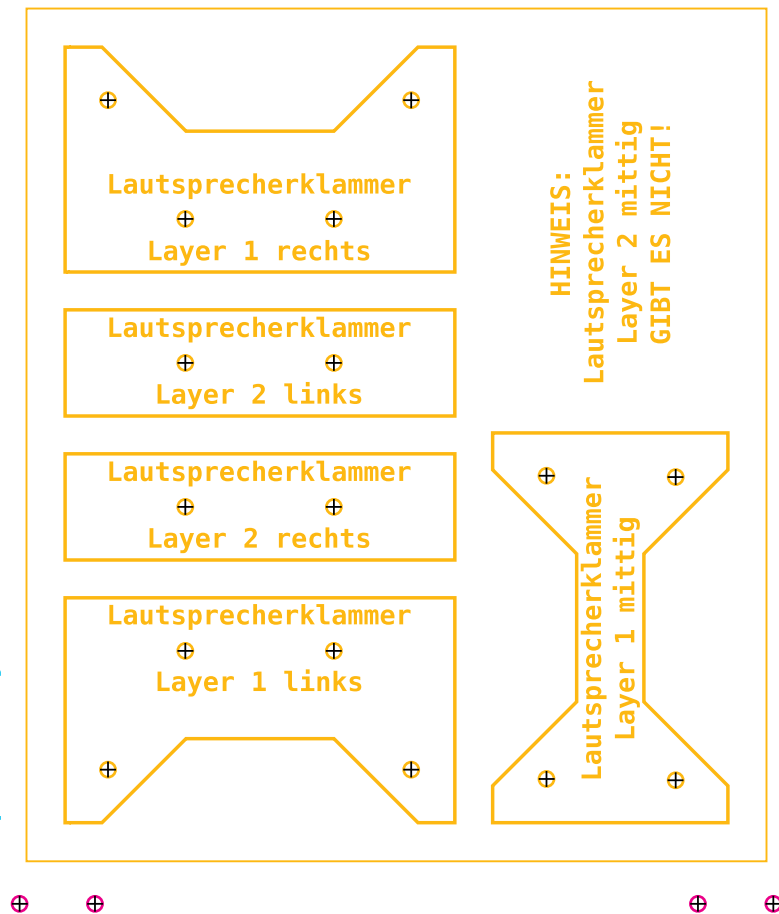 Lautsprecherklammer
Layer 1 rechts
Lautsprecherklammer
Layer 2 links
Lautsprecherklammer
Layer 2 rechts
Lautsprecherklammer
Layer 1 links
HINWEIS:
Lautsprecherklammer
Layer 2 mittig
GIBT ES NICHT!
Lautsprecherklammer
Layer 1 mittig